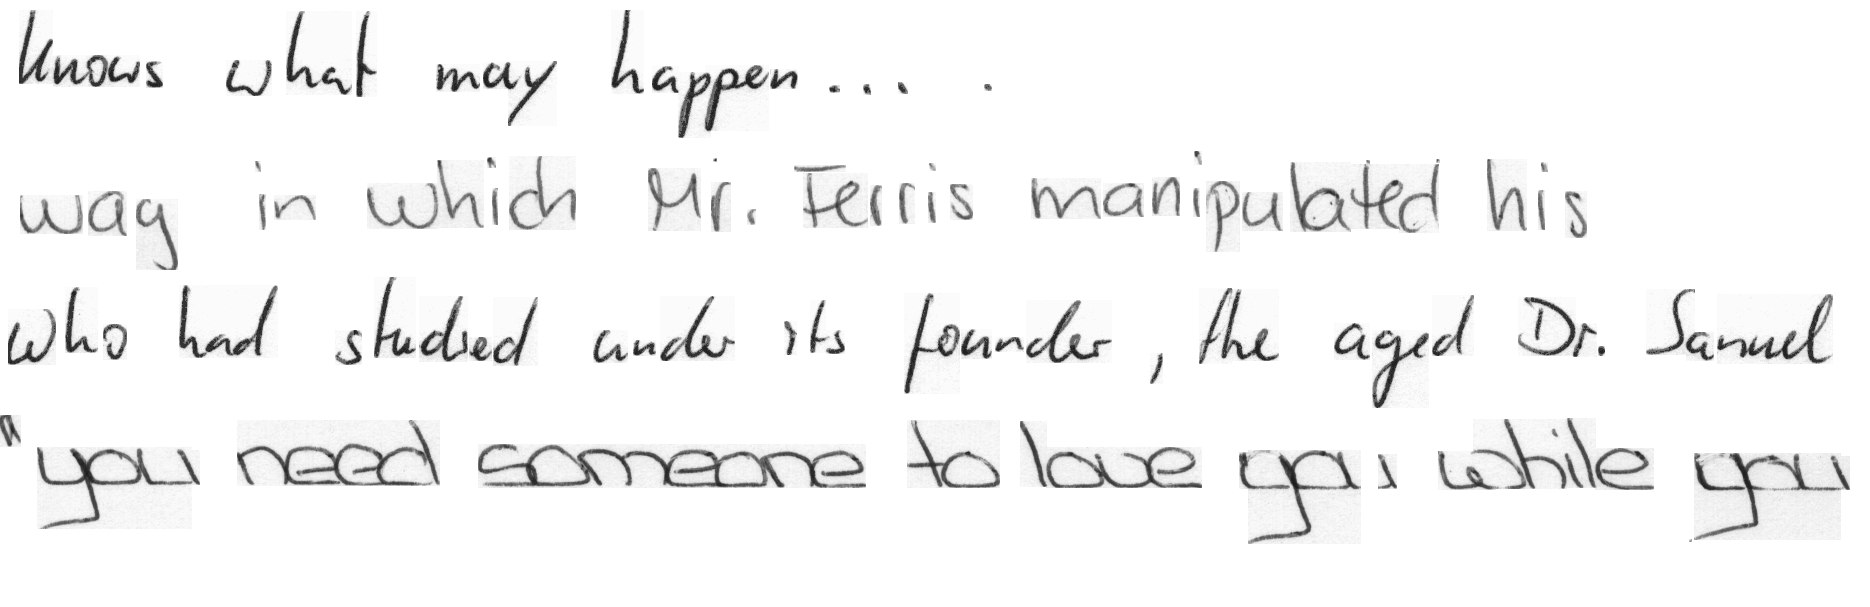 knows what may happen... .
way in which Mr. Ferris manipulated his
who had studied under its founder, the aged Dr. Samuel
"you need someone to love you while you